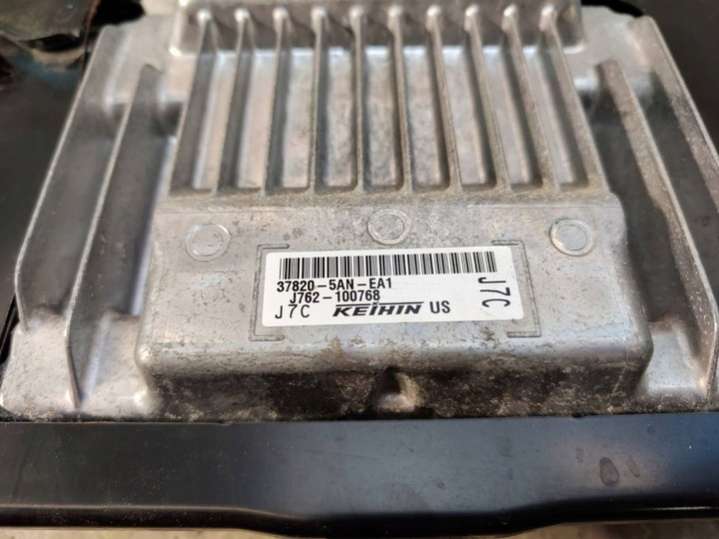 37820-5AN-EA1
J762-100768
J7C KEIHIN US
J7C